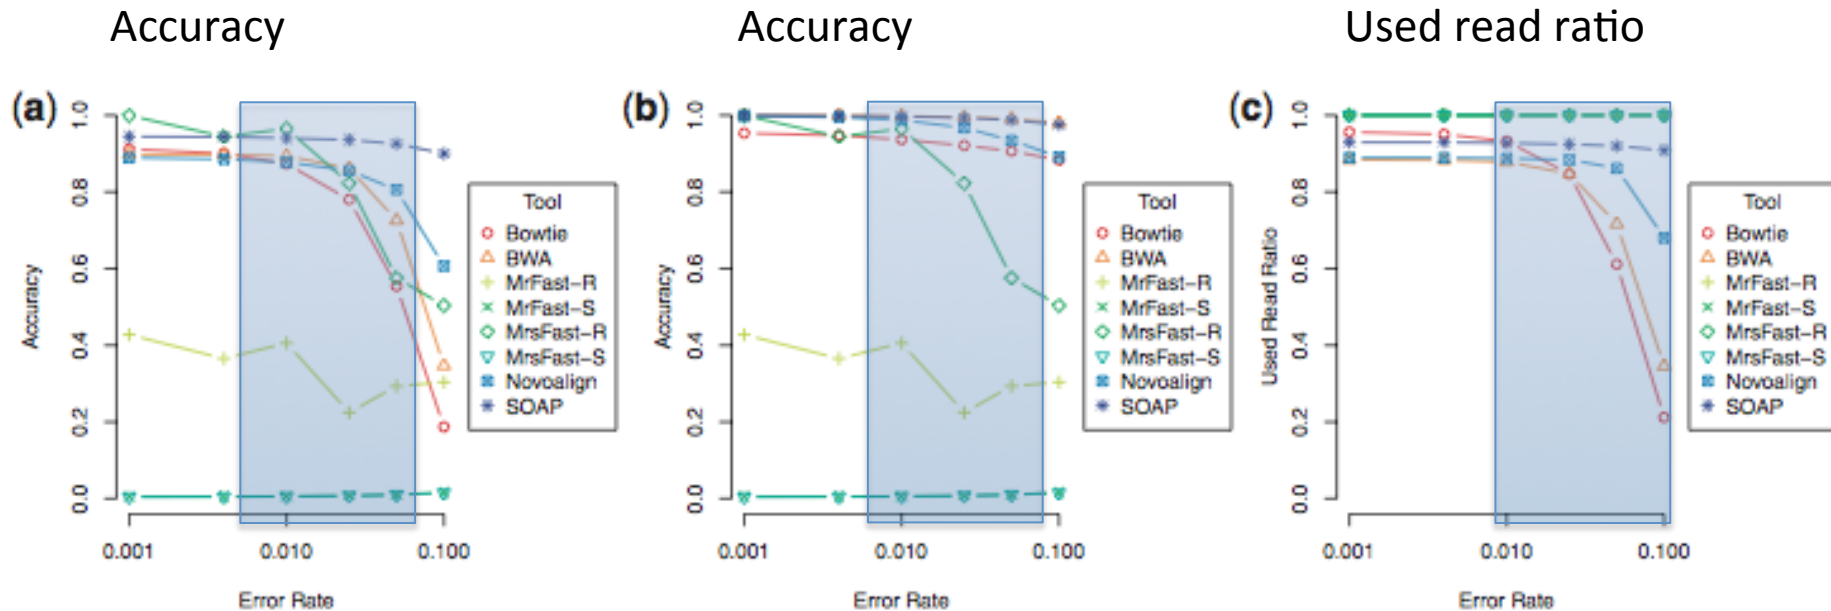 Accuracy
Accuracy
Used read ratio
(a)
Accuracy
0.0
0.2
0.4
0.6
0.8
1.0
0.001
0.010
0.100
Error Rate
Tool
Bowtie
BWA
MrFast-R
MrFast-S
MrsFast-R
MrsFast-S
Novoalign
SOAP
(b)
Accuracy
0.0
0.2
0.4
0.6
0.8
1.0
0.001
0.010
0.100
Error Rate
Tool
Bowtie
BWA
MrFast-R
MrFast-S
MrsFast-R
MrsFast-S
Novoalign
SOAP
(c)
Used Read Ratio
0.0
0.2
0.4
0.6
0.8
1.0
0.001
0.010
0.100
Error Rate
Tool
Bowtie
BWA
MrFast-R
MrFast-S
MrsFast-R
MrsFast-S
Novoalign
SOAP